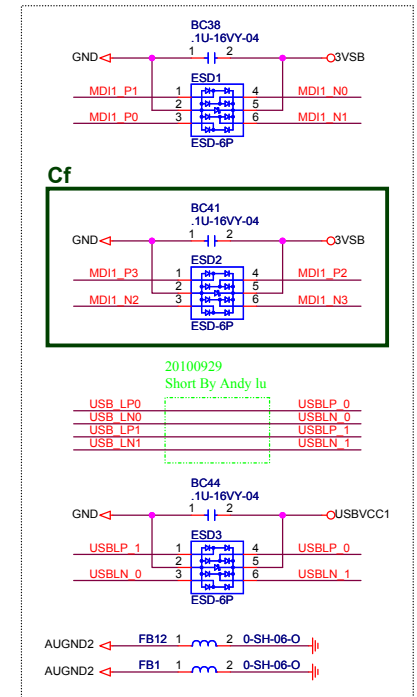 BC38
.1U-16VY-04
GND 1 2 3VSB
ESD1
MDI1_P1 1 4 MDI1_N0
2 5
MDI1_P0 3 6 MDI1_N1
ESD-6P
Cf
BC41
.1U-16VY-04
GND 1 2 3VSB
ESD2
MDI1_P3 1 4 MDI1_P2
2 5
MDI1_N2 3 6 MDI1_N3
ESD-6P
20100929
Short By Andy lu
USB_LP0 USBLP_0
USB_LN0 USBLN_0
USB_LP1 USBLP_1
USB_LN1 USBLN_1
BC44
.1U-16VY-04
GND 1 2 USBVCC1
ESD3
USBLP_1 1 4 USBLP_0
2 5
USBLN_0 3 6 USBLN_1
ESD-6P
AUGND2 FB12 1 2 0-SH-06-O
AUGND2 FB1 1 2 0-SH-06-O